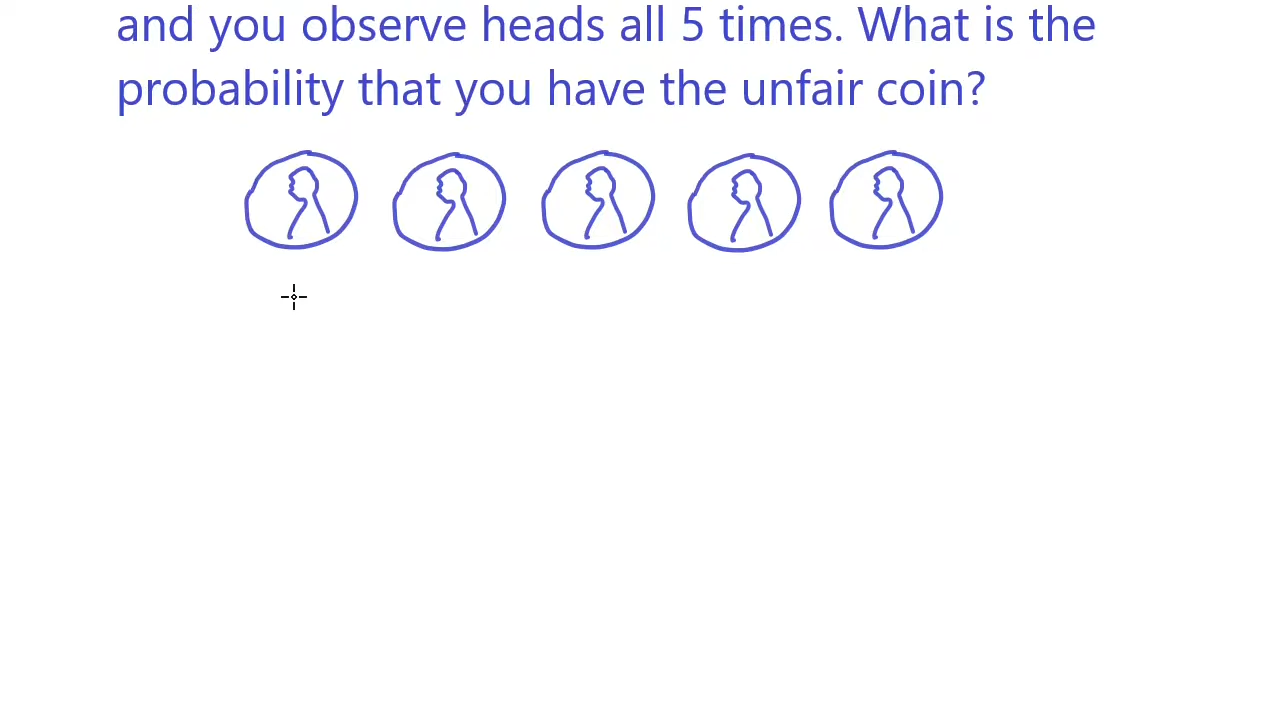 and you observe heads all 5 times. What is the
probability that you have the unfair coin?